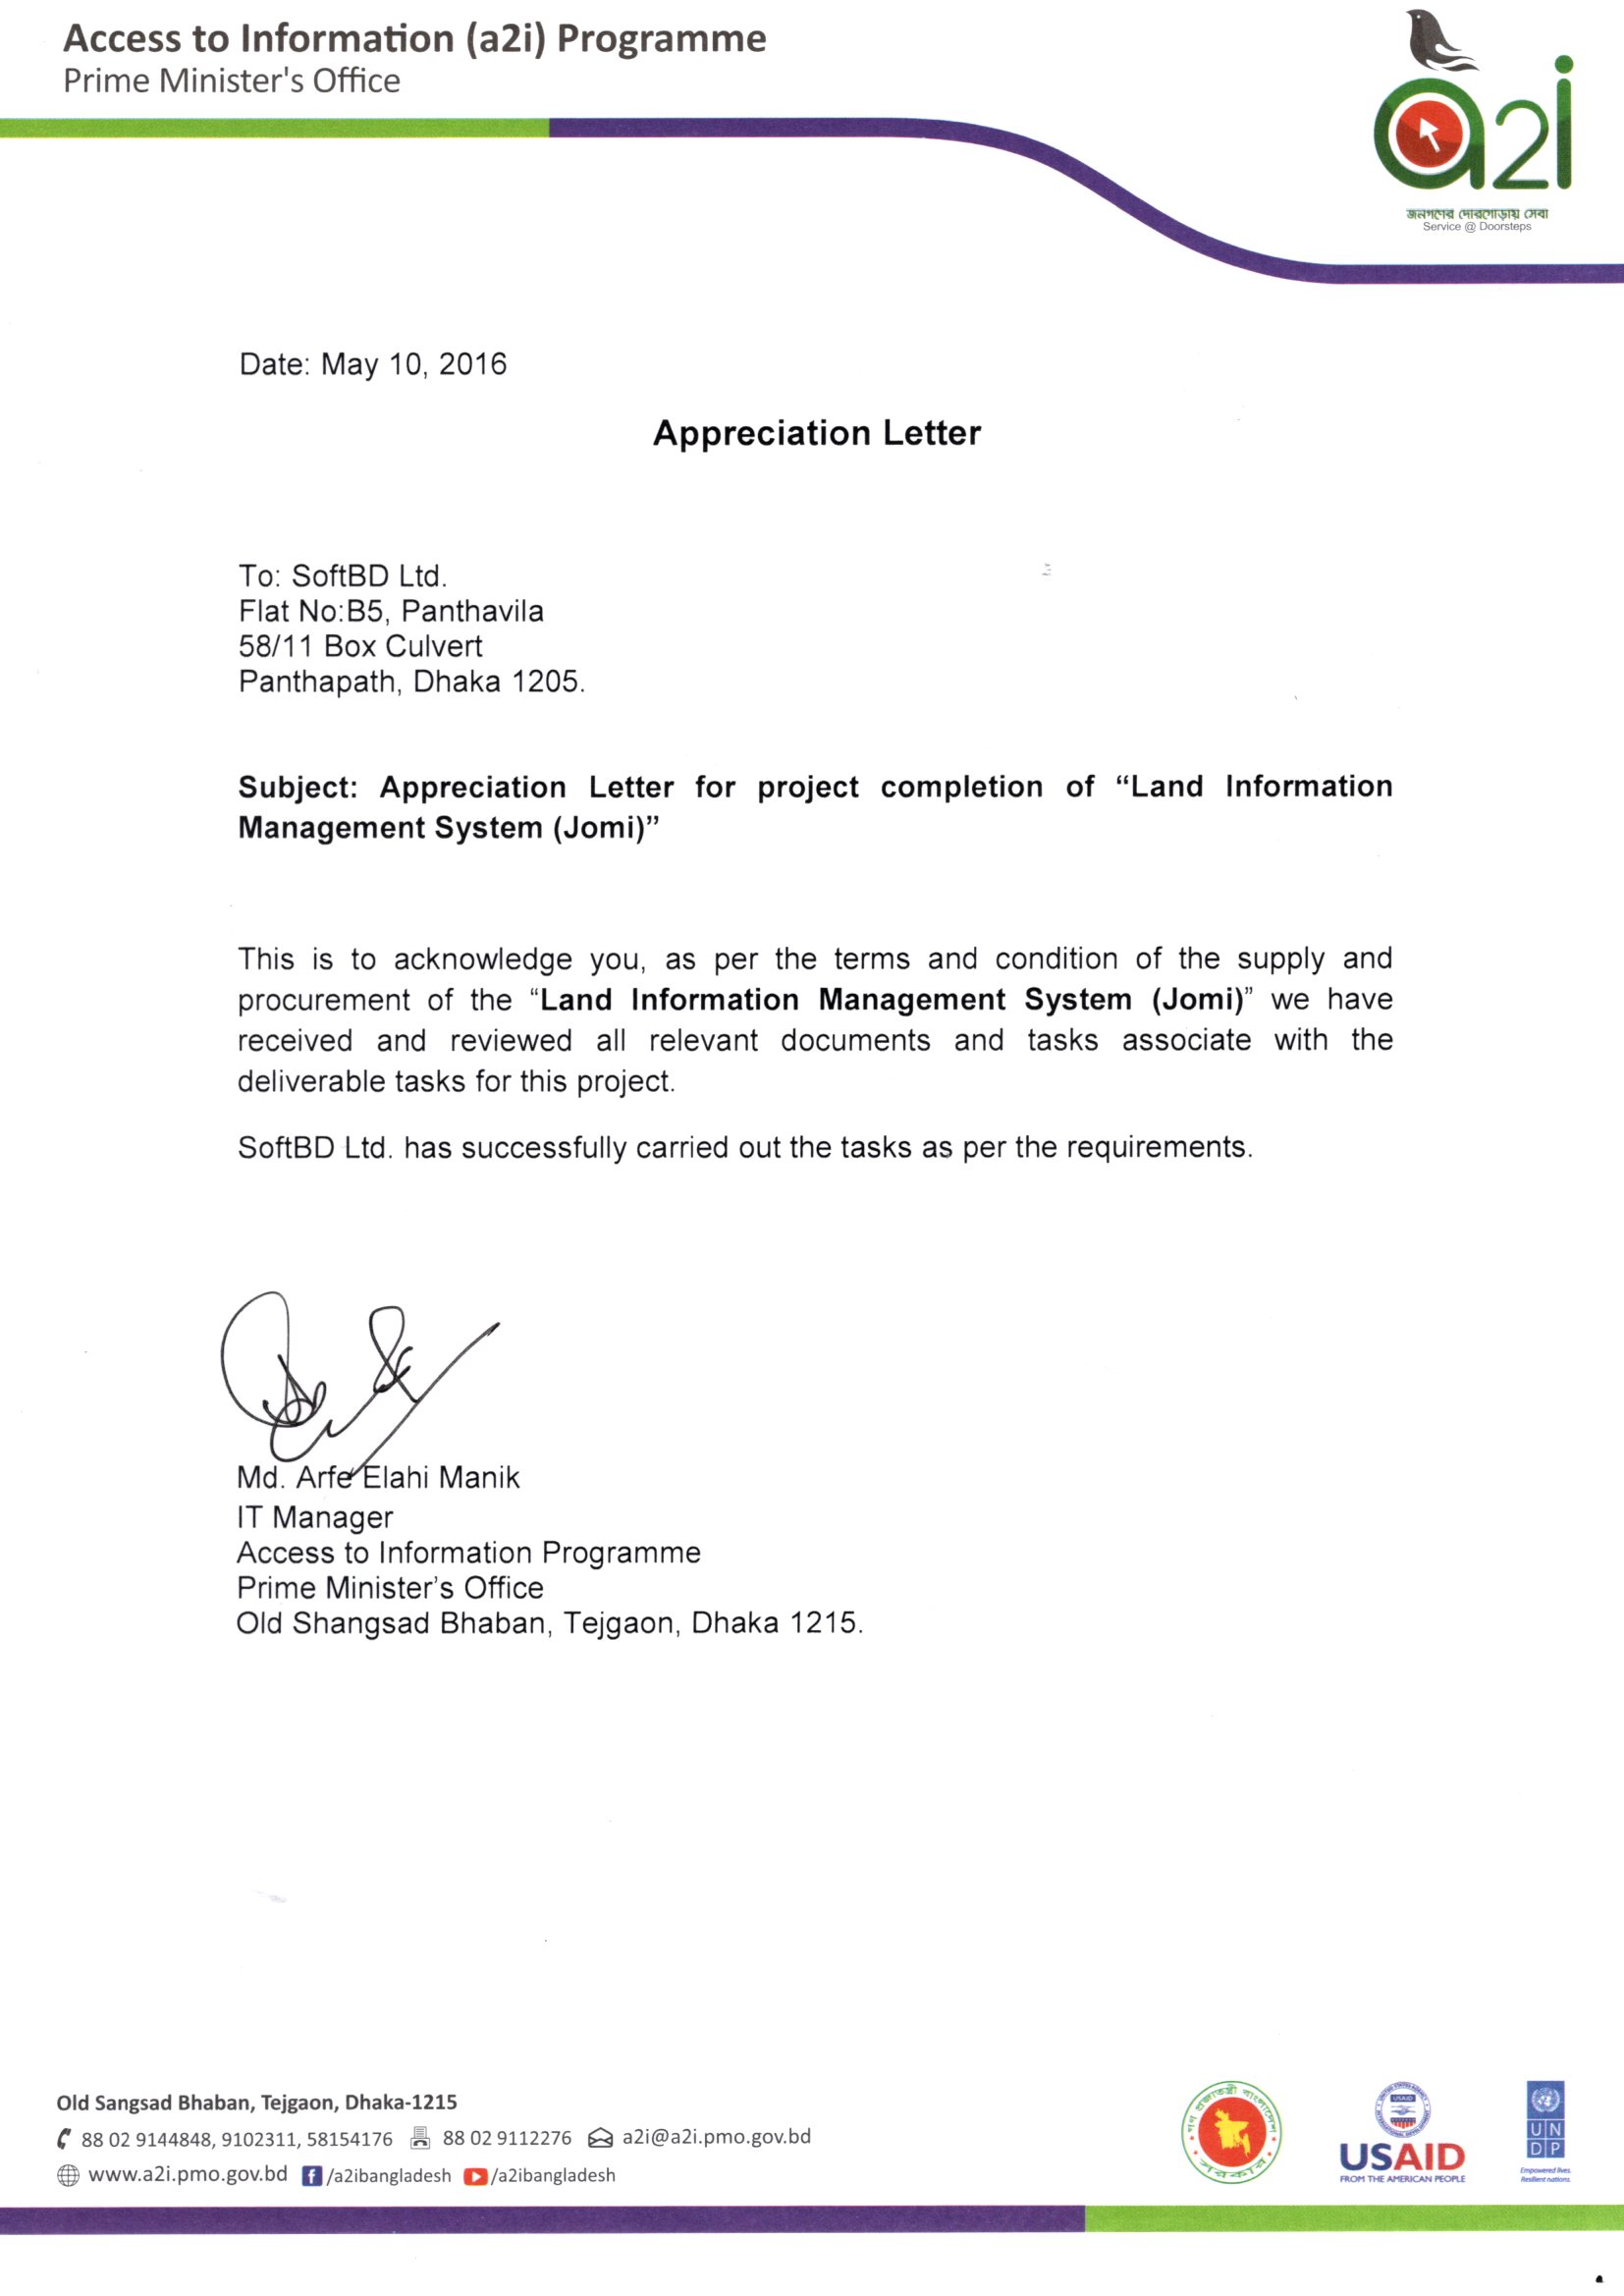 Access to Information (a2i) Programme
Prime Minister's Office
a2i
জনগণের দোরগোড়ায় সেবা
Service @ Doorsteps
Date: May 10, 2016
Appreciation Letter
To: SoftBD Ltd.
Flat No:B5, Panthavila
58/11 Box Culvert
Panthapath, Dhaka 1205.
Subject: Appreciation Letter for project completion of “Land Information
Management System (Jomi)”
This is to acknowledge you, as per the terms and condition of the supply and
procurement of the “Land Information Management System (Jomi)” we have
received and reviewed all relevant documents and tasks associate with the
deliverable tasks for this project.
SoftBD Ltd. has successfully carried out the tasks as per the requirements.
Md. Arfe Elahi Manik
IT Manager
Access to Information Programme
Prime Minister’s Office
Old Shangsad Bhaban, Tejgaon, Dhaka 1215.
Old Sangsad Bhaban, Tejgaon, Dhaka-1215
88 02 9144848, 9102311, 58154176 88 02 9112276 a2i@a2i.pmo.gov.bd
www.a2i.pmo.gov.bd /a2ibangladesh /a2ibangladesh
গণপ্রজাতন্ত্রী বাংলাদেশ
সরকার
USAID
USAID
FROM THE AMERICAN PEOPLE
UN
DP
Empowered lives.
Resilient nations.